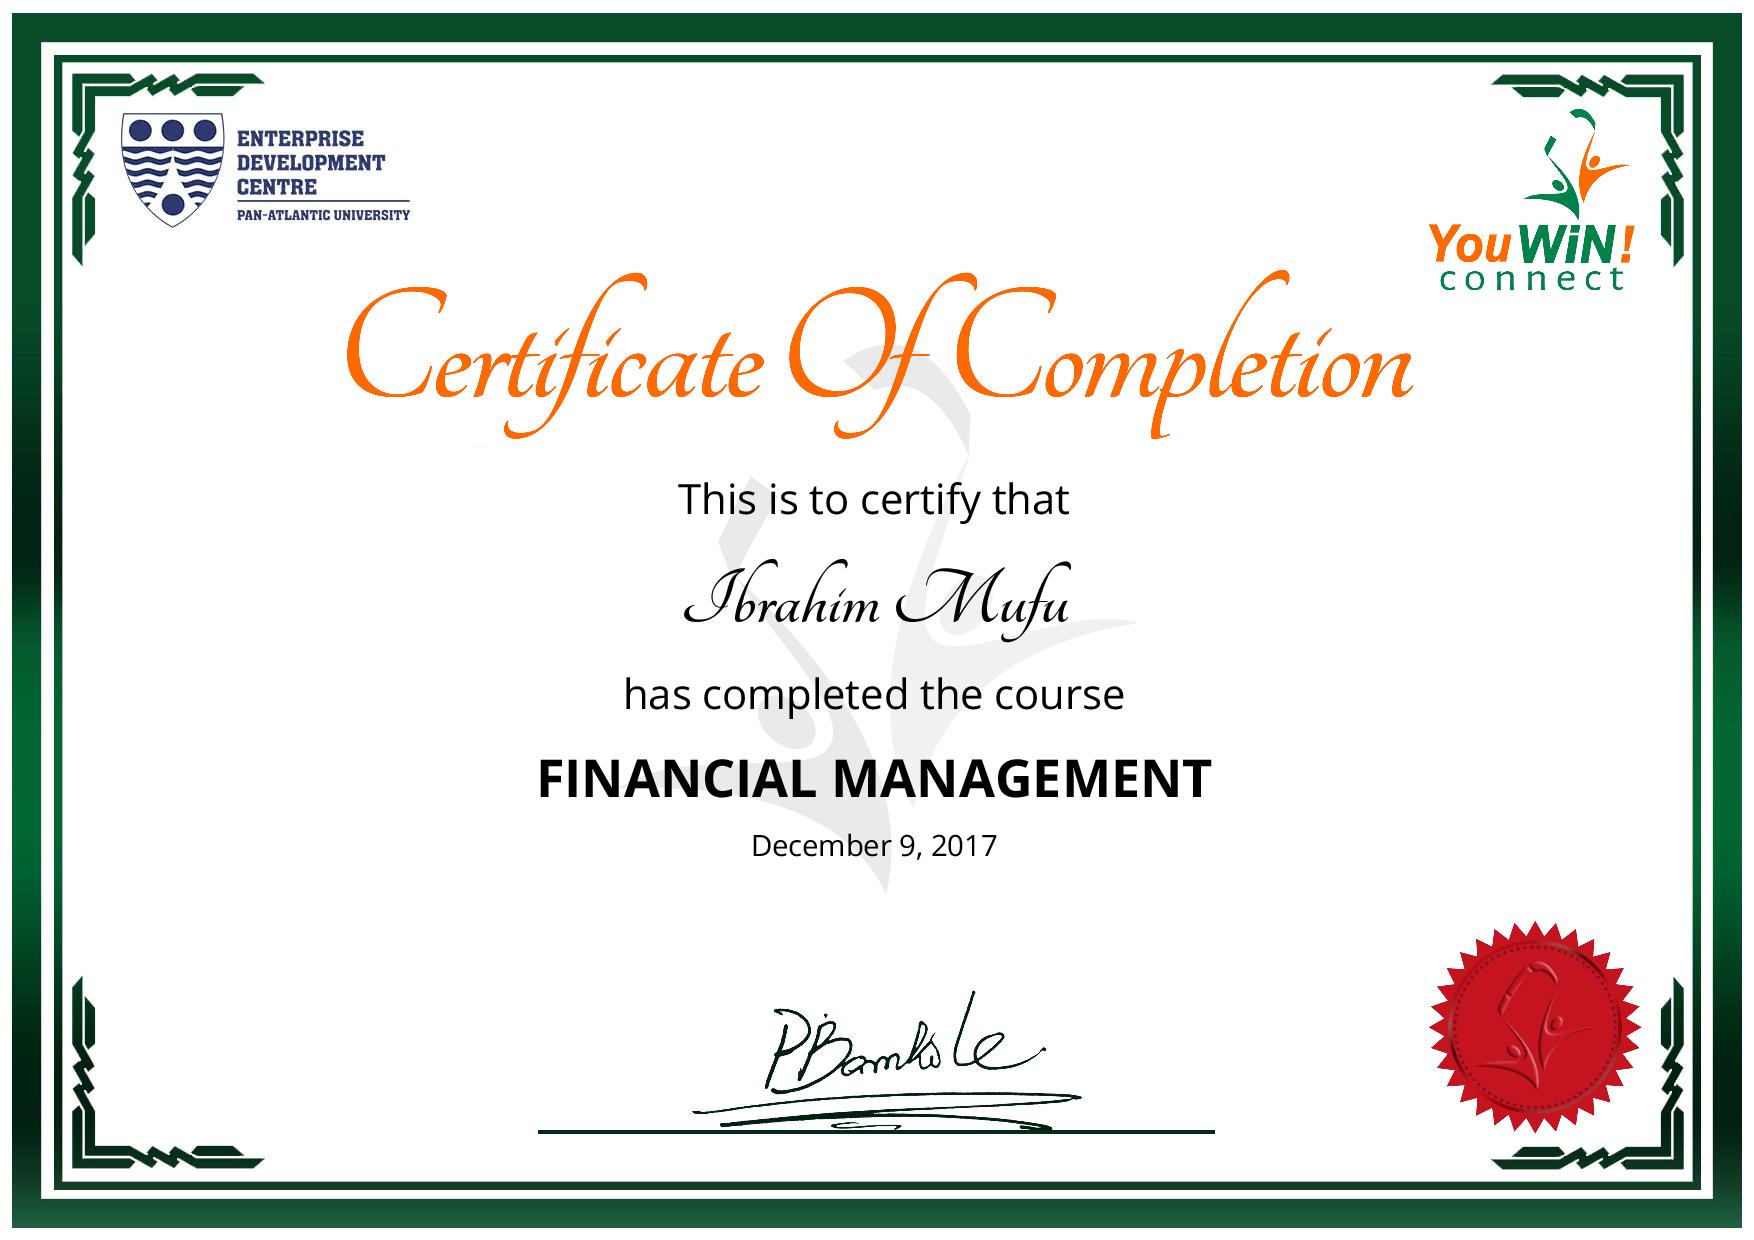 ENTERPRISE
DEVELOPMENT
CENTRE
PAN-ATLANTIC UNIVERSITY
YouWiN!
connect
Certificate Of Completion
This is to certify that
Ibrahim Mufu
has completed the course
FINANCIAL MANAGEMENT
December 9, 2017
PBankole